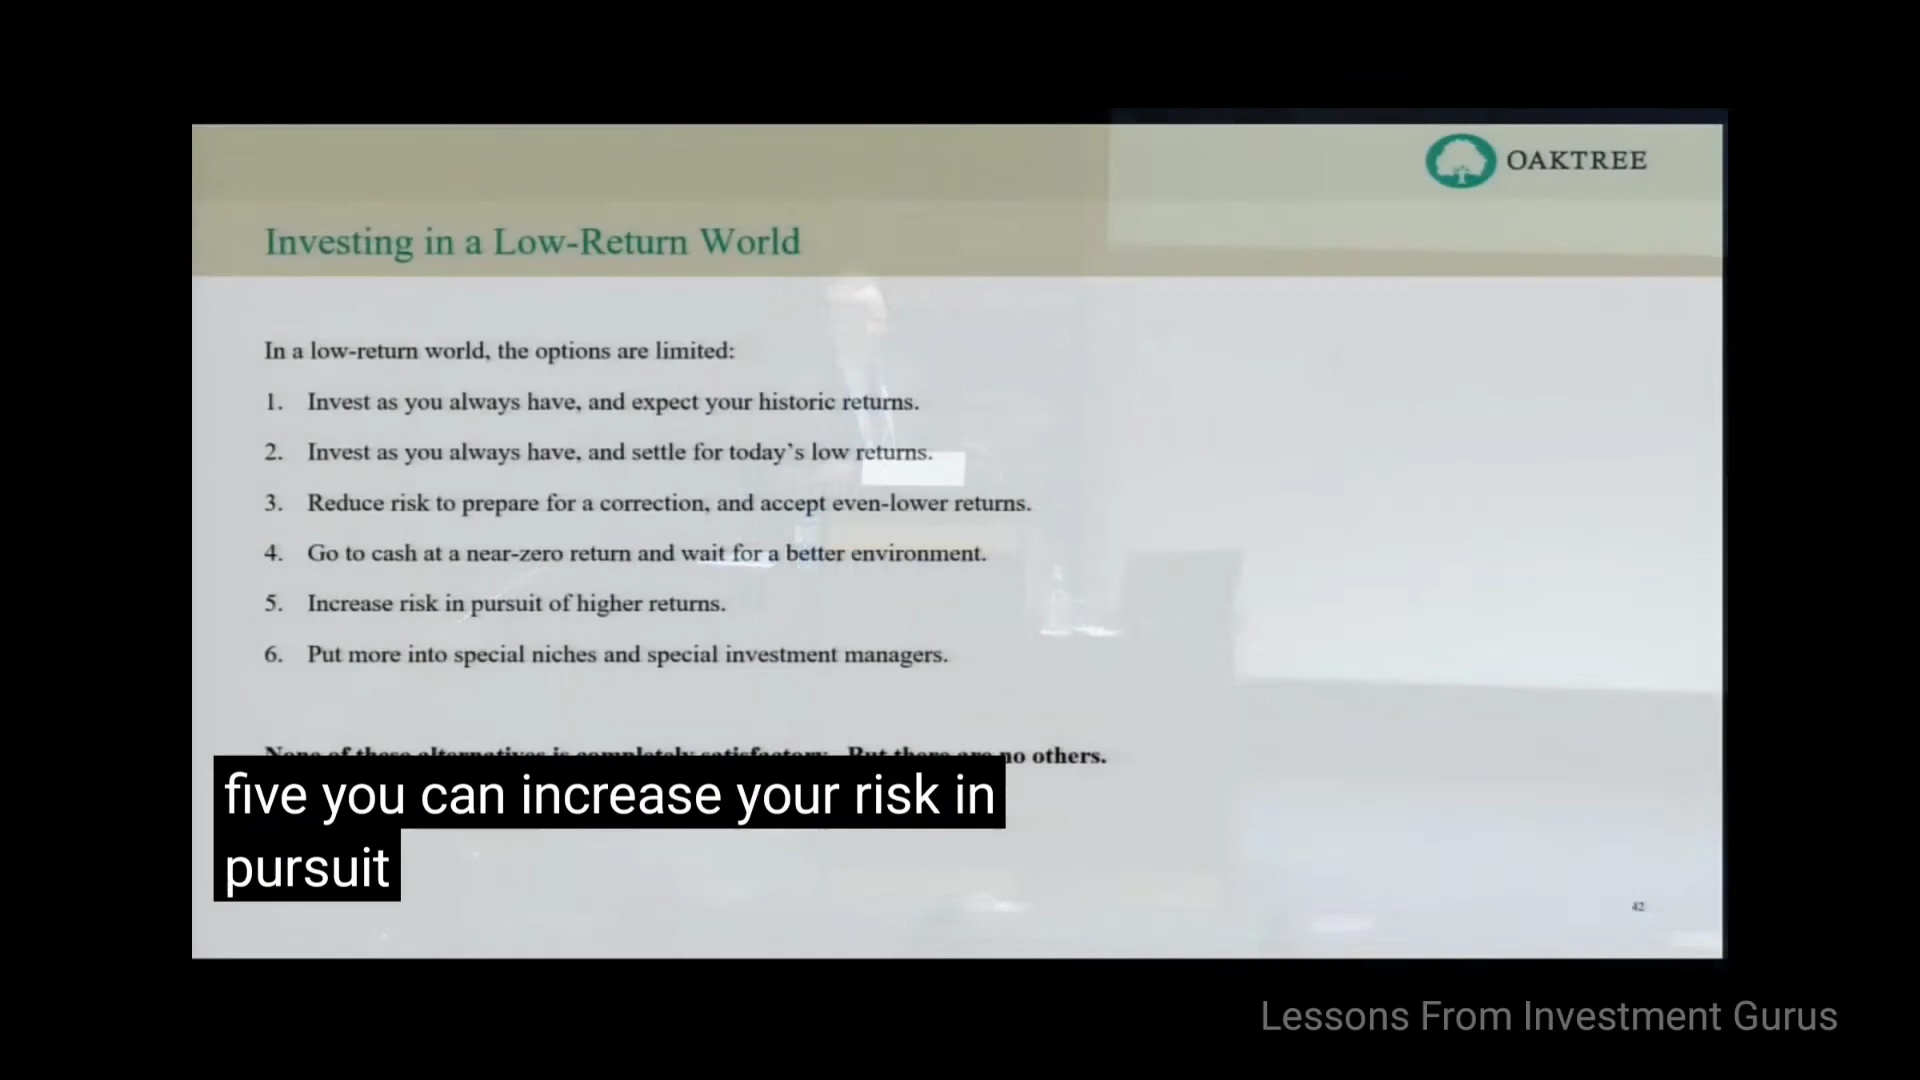 OAKTREE
Investing in a Low-Return World
In a low-return world, the options are limited:
1. Invest as you always have, and expect your historic returns.
2. Invest as you always have, and settle for today's low returns.
3. Reduce risk to prepare for a correction, and accept even-lower returns.
4. Go to cash at a near-zero return and wait for a better environment.
5. Increase risk in pursuit of higher returns.
6. Put more into special niches and special investment managers.
None of these alternatives is completely satisfactory. But there are no others.
five you can increase your risk in
pursuit
42
Lessons From Investment Gurus